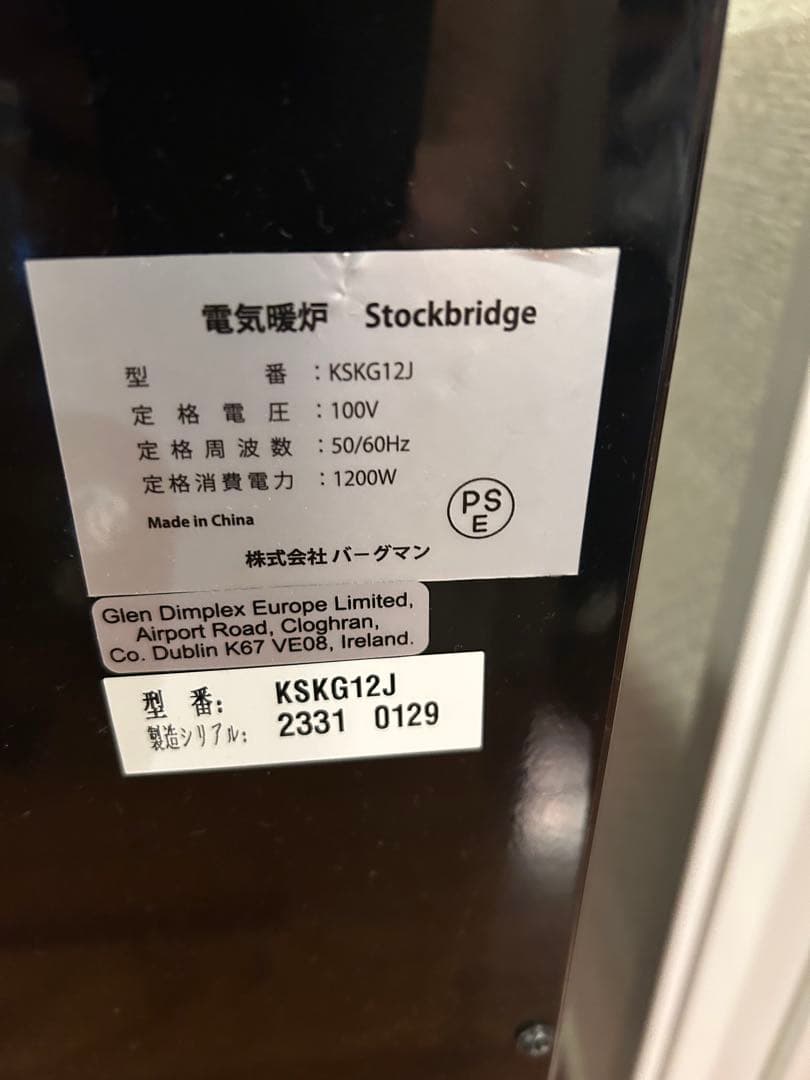 電気暖炉 Stockbridge
型番：KSKG12J
定格電圧：100V
定格周波数：50/60Hz
定格消費電力：1200W
Made in China
PSE
株式会社 バーグマン
Glen Dimplex Europe Limited,
Airport Road, Cloghran,
Co. Dublin K67 VE08, Ireland.
型番: KSKG12J
製造シリアル: 2331 0129